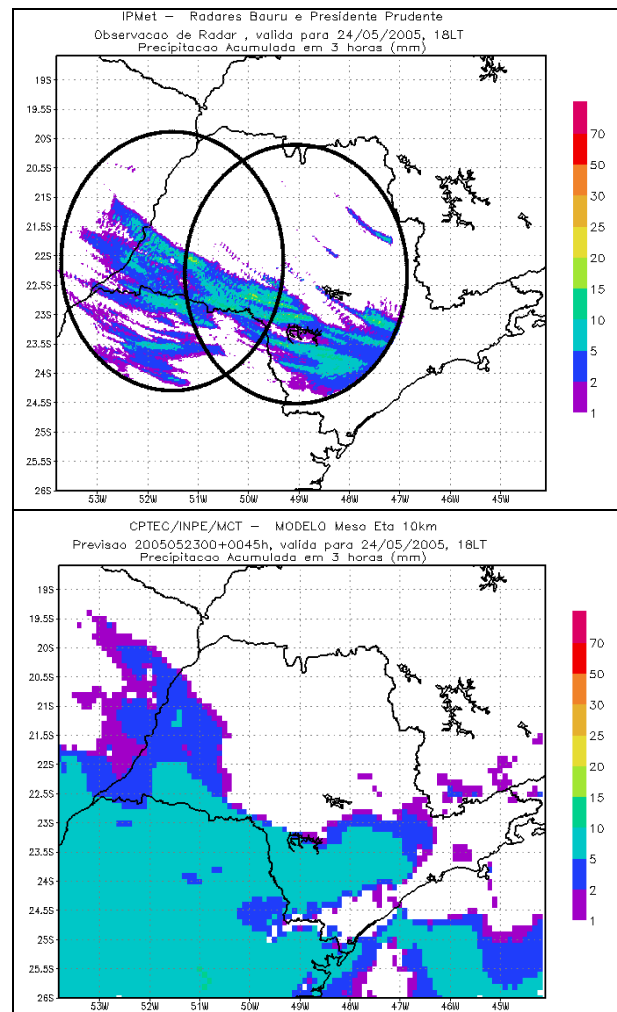 IPMet – Radares Bauru e Presidente Prudente
Observacao de Radar , valida para 24/05/2005, 18LT
Precipitacao Acumulada em 3 horas (mm)
19S
19.5S
20S
20.5S
21S
21.5S
22S
22.5S
23S
23.5S
24S
24.5S
25S
25.5S
26S
53W 52W 51W 50W 49W 48W 47W 46W 45W
70
50
30
25
20
15
10
5
2
1
CPTEC/INPE/MCT – MODELO Meso Eta 10km
Previsao 2005052300+0045h, valida para 24/05/2005, 18LT
Precipitacao Acumulada em 3 horas (mm)
19S
19.5S
20S
20.5S
21S
21.5S
22S
22.5S
23S
23.5S
24S
24.5S
25S
25.5S
26S
53W 52W 51W 50W 49W 48W 47W 46W 45W
70
50
30
25
20
15
10
5
2
1